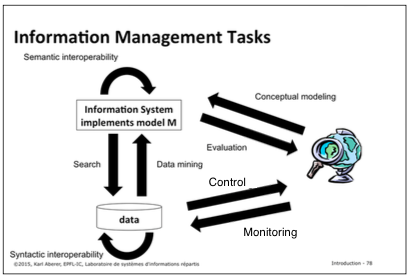 Information Management Tasks
Semantic interoperability
Conceptual modeling
Information System
implements model M
Evaluation
Search
Data mining
Control
data
Monitoring
Syntactic interoperability
©2015, Karl Aberer, EPFL-IC, Laboratoire de systèmes d'informations répartis
Introduction - 78